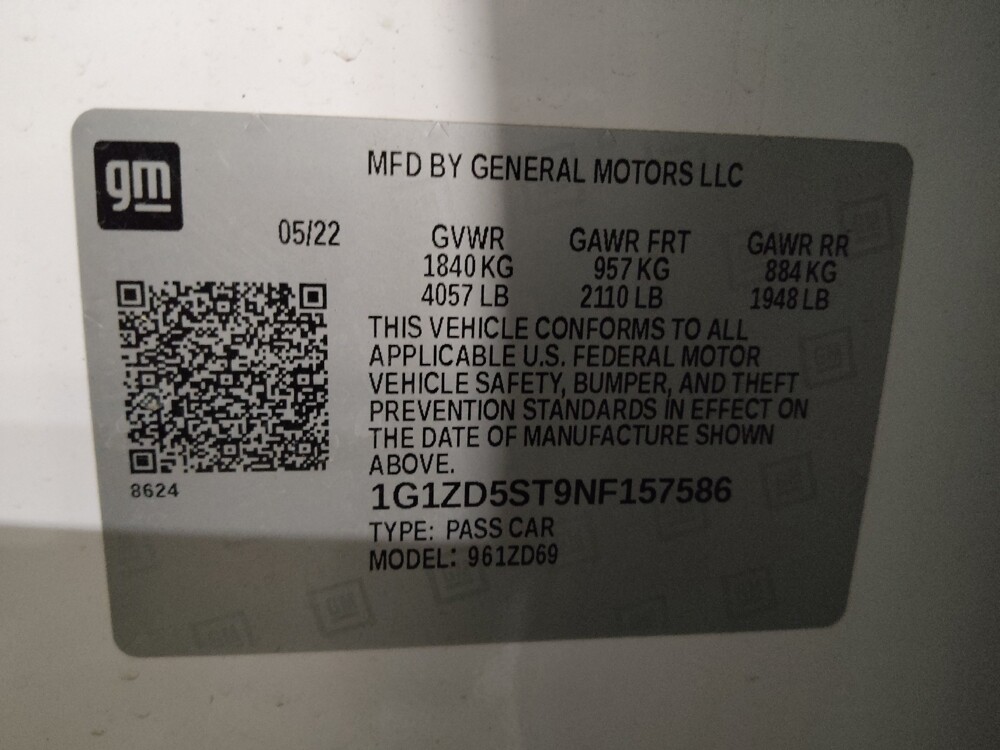 gm
MFD BY GENERAL MOTORS LLC
05/22
GVWR GAWR FRT GAWR RR
1840 KG 957 KG 884 KG
4057 LB 2110 LB 1948 LB
THIS VEHICLE CONFORMS TO ALL
APPLICABLE U.S. FEDERAL MOTOR
VEHICLE SAFETY, BUMPER, AND THEFT
PREVENTION STANDARDS IN EFFECT ON
THE DATE OF MANUFACTURE SHOWN
ABOVE.
8624
1G1ZD5ST9NF157586
TYPE: PASS CAR
MODEL: 961ZD69